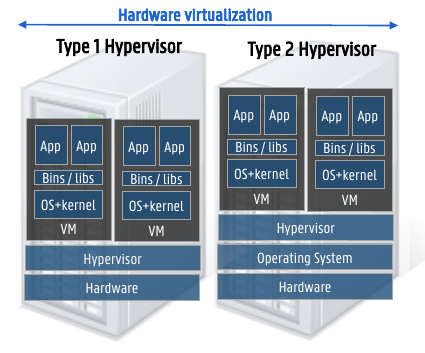 Hardware virtualization
Type 1 Hypervisor
App App App App
Bins / libs Bins / libs
OS+kernel OS+kernel
VM VM
Hypervisor
Hardware
Type 2 Hypervisor
App App App App
Bins / libs Bins / libs
OS+kernel OS+kernel
VM VM
Hypervisor
Operating System
Hardware